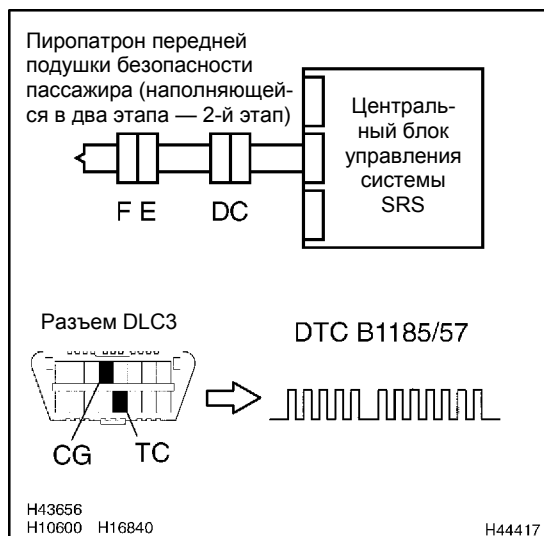 Пиропатрон передней
подушки безопасности
пассажира (наполняющей-
ся в два этапа — 2-й этап)
Централь-
ный блок
управления
системы
SRS
F E DC
Разъем DLC3
DTC B1185/57
CG TC
H43656
H10600 H16840
H44417